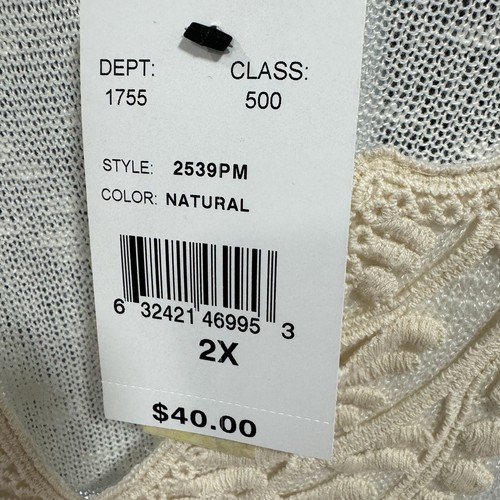 DEPT: CLASS:
1755 500
STYLE: 2539PM
COLOR: NATURAL
6 32421 46995 3
2X
$40.00